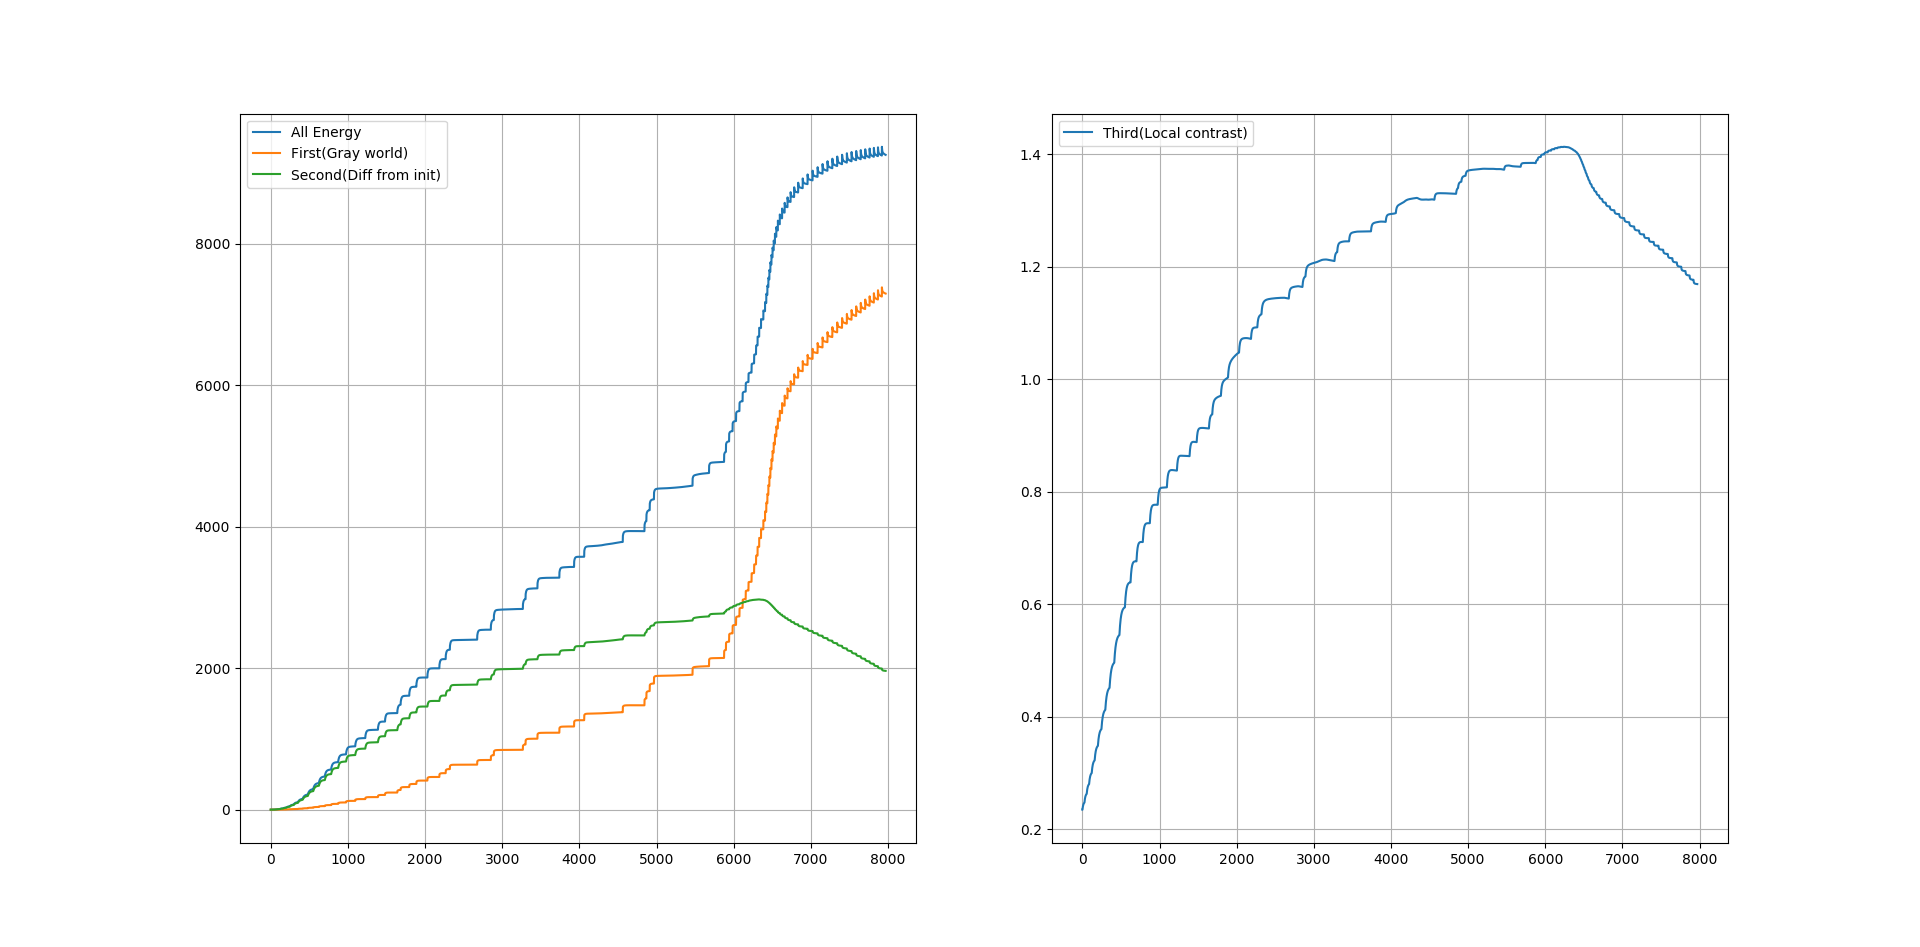 All Energy
First(Gray world)
Second(Diff from init)
8000
6000
4000
2000
0
0 1000 2000 3000 4000 5000 6000 7000 8000
Third(Local contrast)
1.4
1.2
1.0
0.8
0.6
0.4
0.2
0 1000 2000 3000 4000 5000 6000 7000 8000